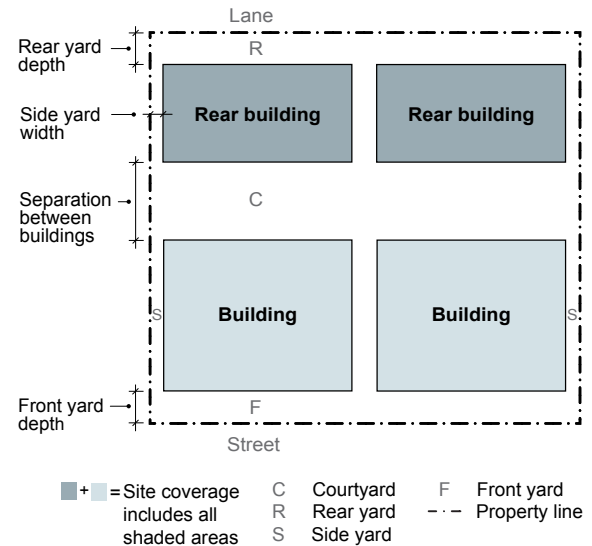 Lane
Rear yard
depth
R
Side yard
width
Rear building
Rear building
Separation
between
buildings
C
Building
Building
S
S
Front yard
depth
F
Street
+ = Site coverage
includes all
shaded areas
C Courtyard
R Rear yard
S Side yard
F Front yard
Property line